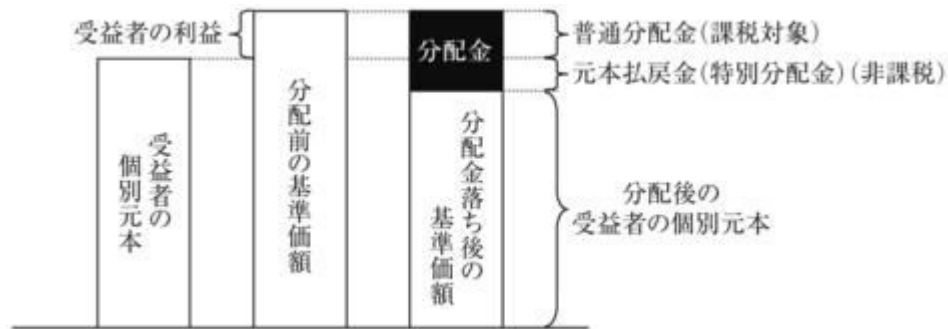 受益者の利益
分配金
普通分配金(課税対象)
元本払戻金(特別分配金)(非課税)
受益者の
個別元本
分配前の基準価額
分配金落ち後の
基準価額
分配後の
受益者の個別元本